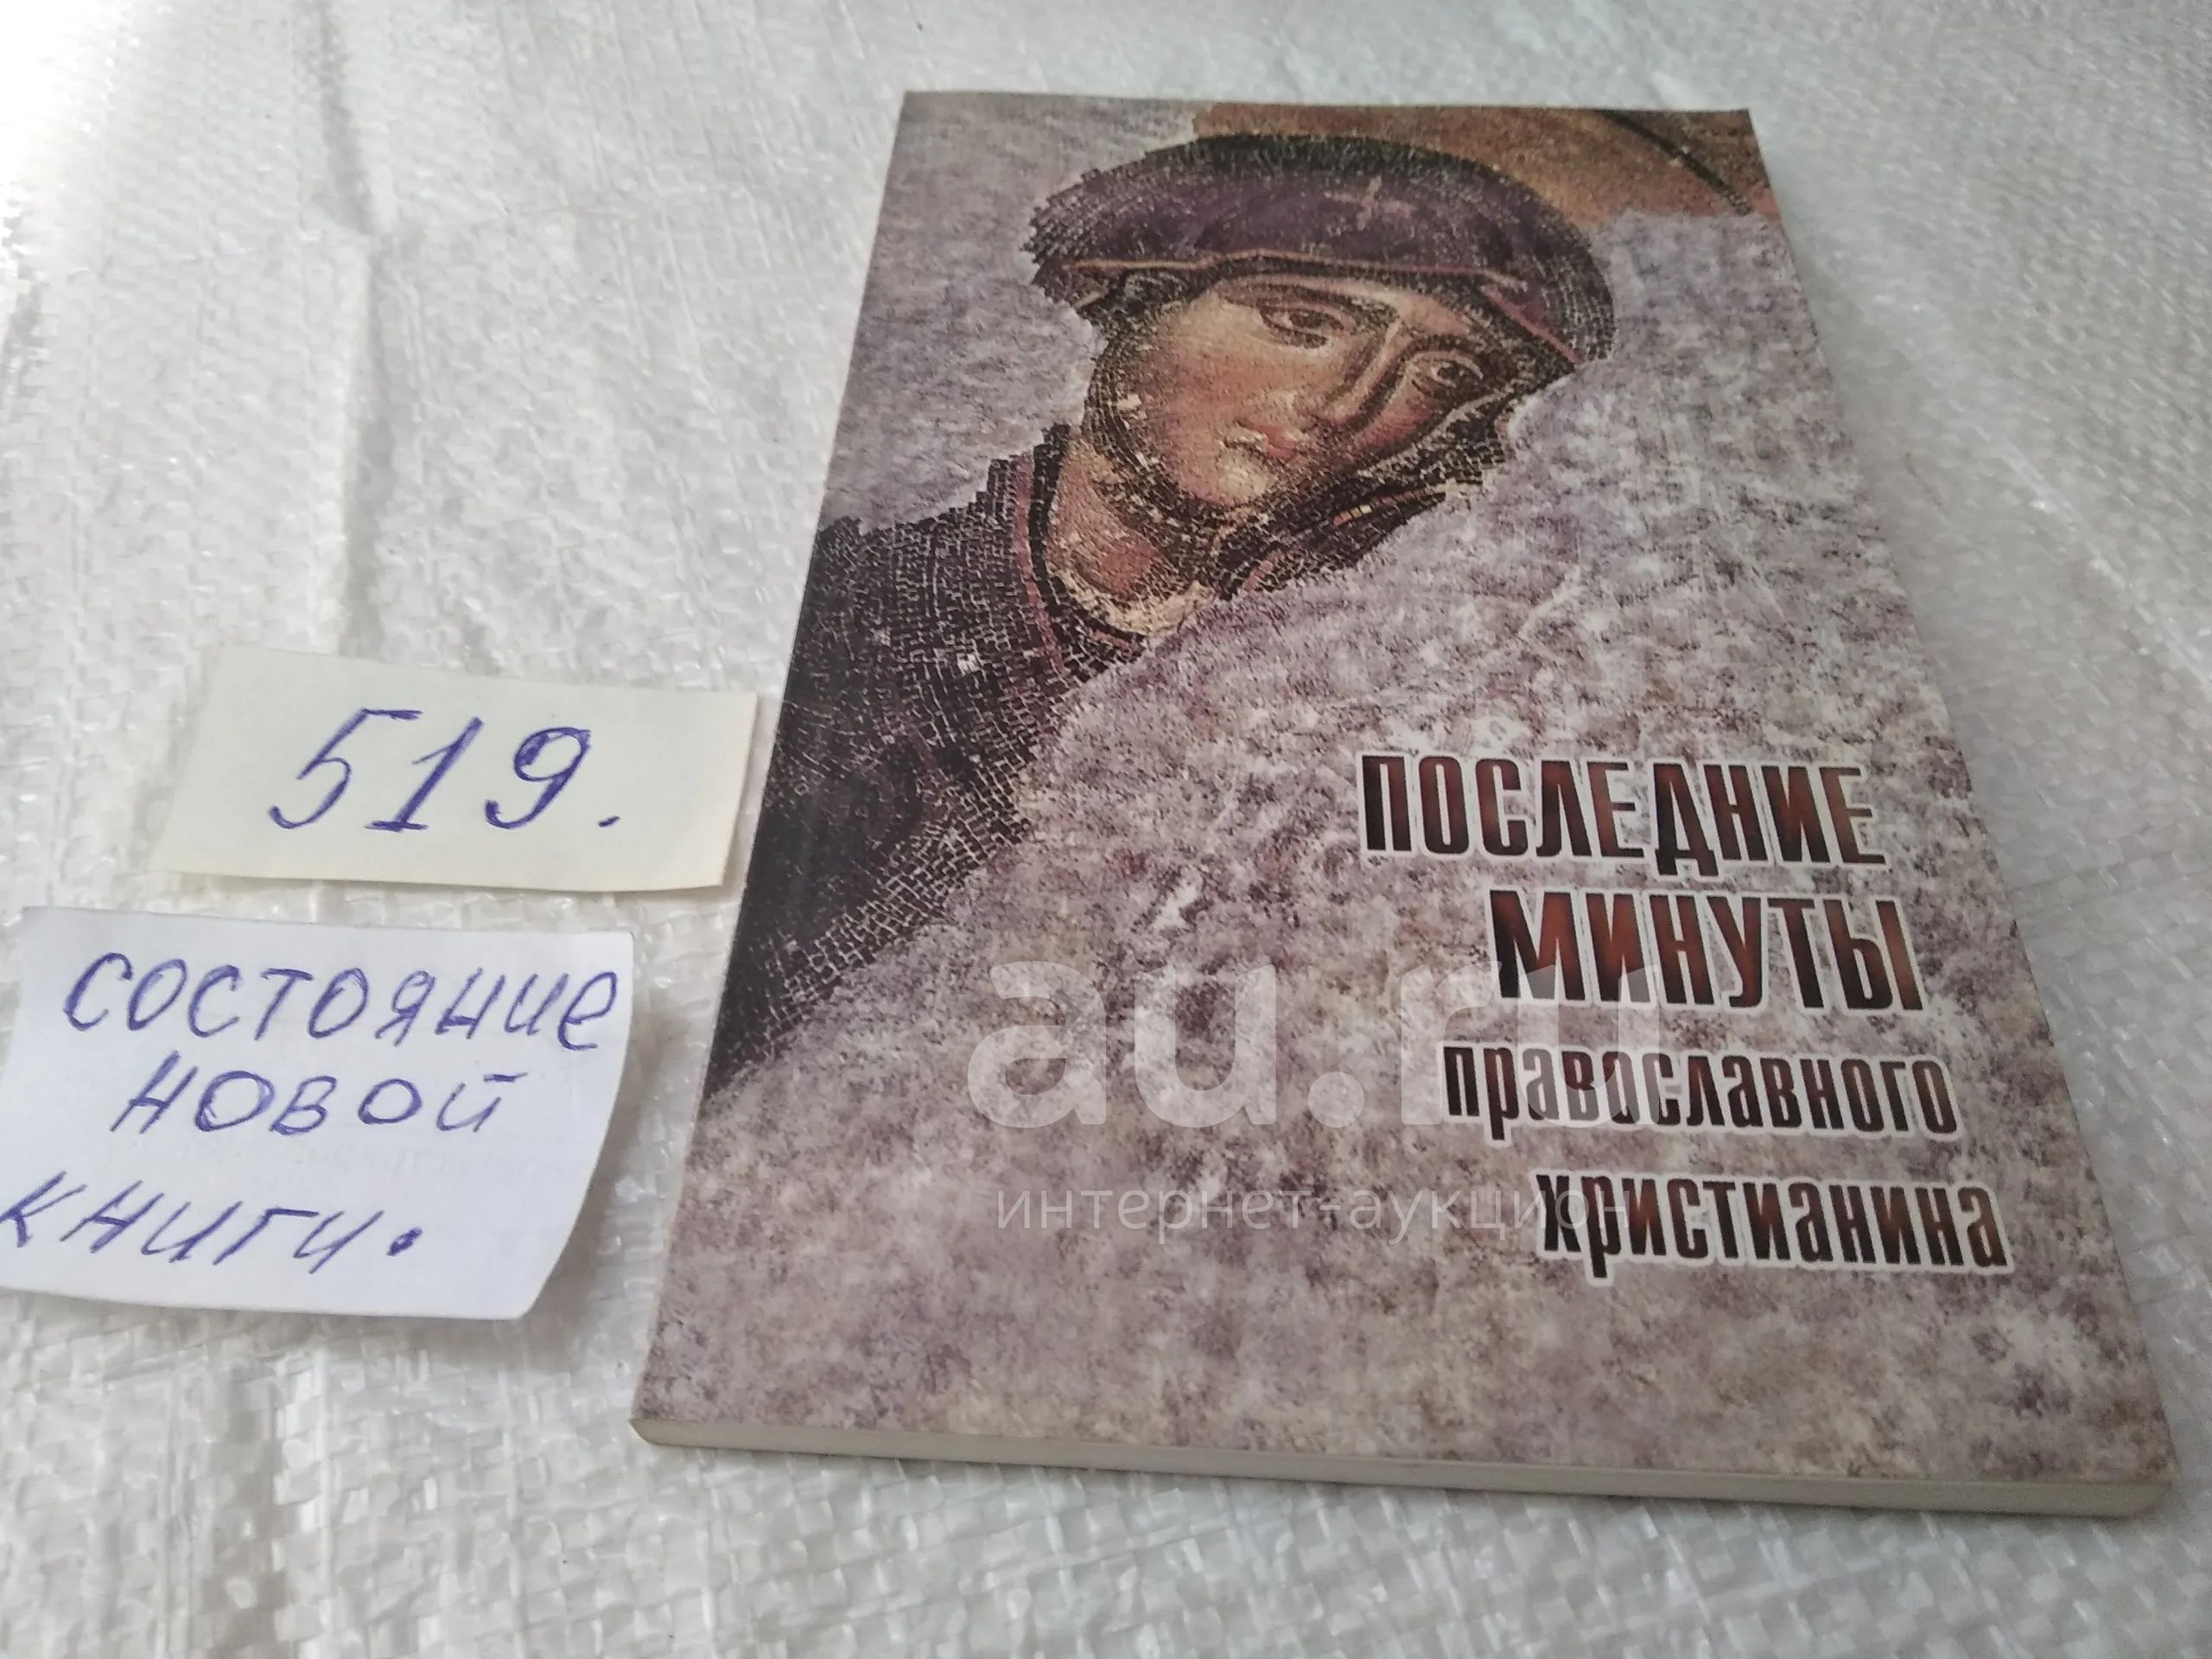 519.
состояние
новой
книги.
ПОСЛЕДНИЕ
МИНУТЫ
православного
христианина
au.ru
интернет-аукцион